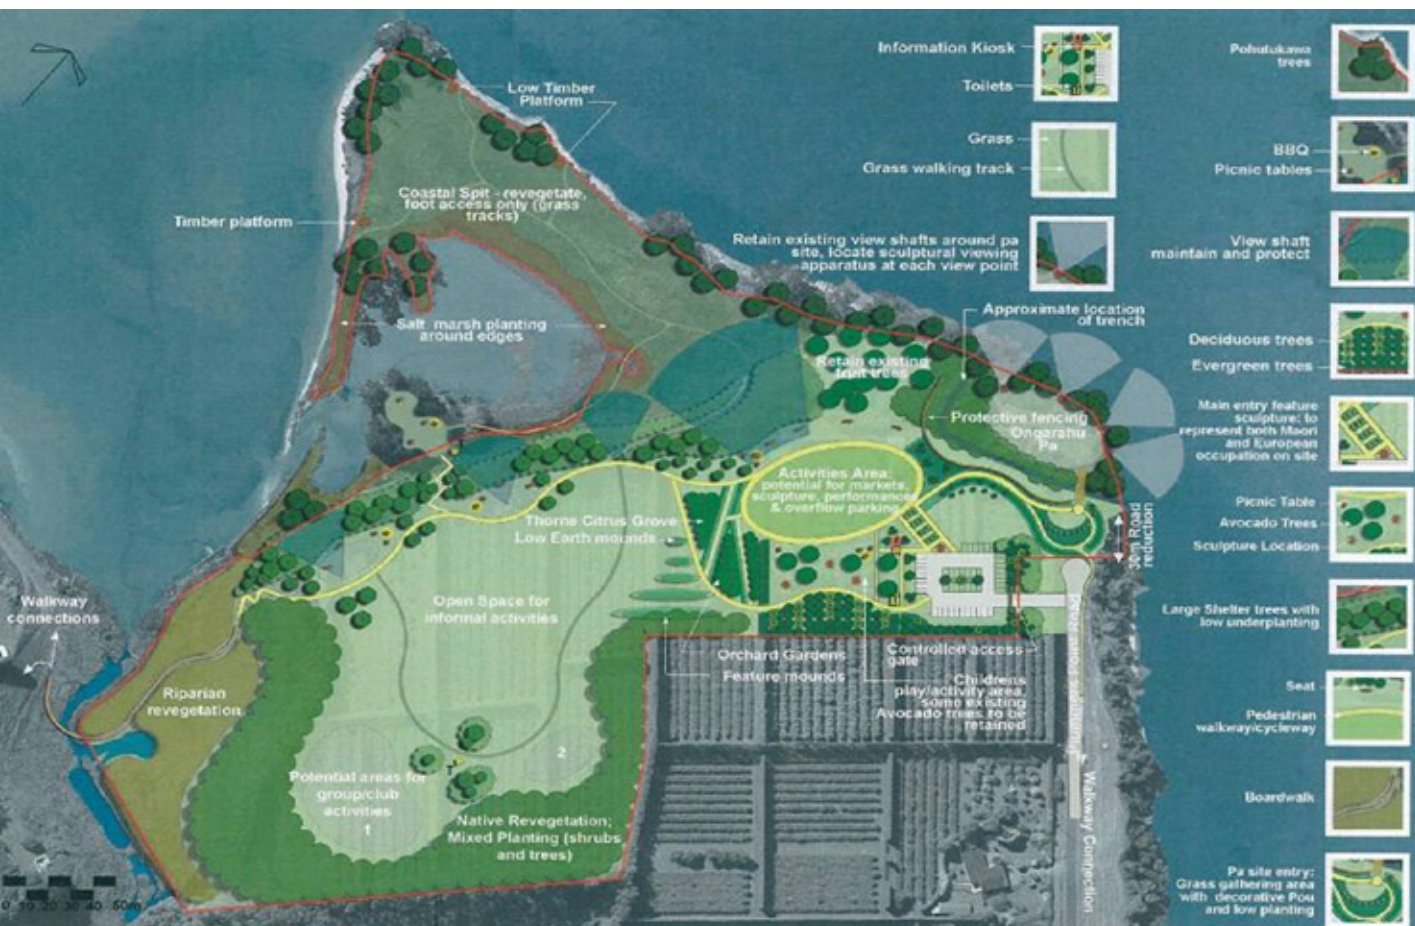 Information Kiosk
Toilets
Pohutukawa
trees
Low Timber
Platform
Grass
Grass walking track
BBQ
Picnic tables
Coastal Spit - revegetate,
foot access only (grass
tracks)
Timber platform
Retain existing view shafts around pa
site, locate sculptural viewing
apparatus at each view point
View shaft
maintain and protect
Salt marsh planting
around edges
Approximate location
of trench
Deciduous trees
Evergreen trees
Retain existing
fruit trees
Protective fencing
Ongarahu
Pa
Main entry feature
sculpture: to
represent both Maori
and European
occupation on site
Activities Area:
potential for markets,
sculpture, performances
& overflow parking
Picnic Table
Avocado Trees
Sculpture Location
Thorne Citrus Grove
Low Earth mounds
30m Road
reduction
Walkway
connections
Open Space for
informal activities
Large Shelter trees with
low underplanting
Orchard Gardens
Feature mounds
Controlled access
gate
Childrens
play/activity area,
some existing
Avocado trees to be
retained
Riparian
revegetation
Seat
Pedestrian
walkway/cycleway
2
Potential areas for
group/club
activities
1
Native Revegetation;
Mixed Planting (shrubs
and trees)
Walkway Connection
Boardwalk
Pa site entry:
Grass gathering area
with decorative Pou
and low planting
0 10 20 30 40 50m